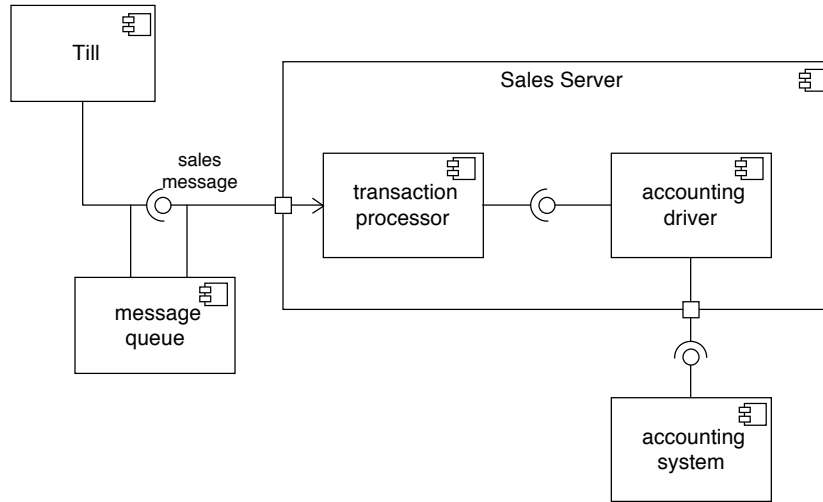 Till
Sales Server
sales
message
transaction
processor
accounting
driver
message
queue
accounting
system